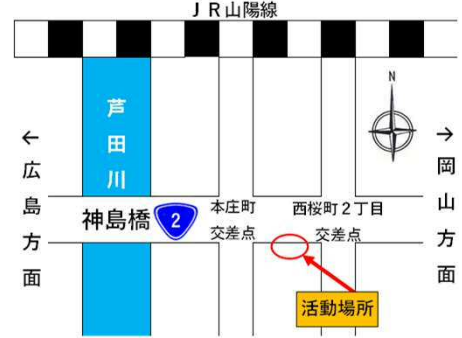 JR山陽線
N
芦田川
←広島方面
→岡山方面
神島橋
2
本庄町
交差点
西桜町2丁目
交差点
活動場所